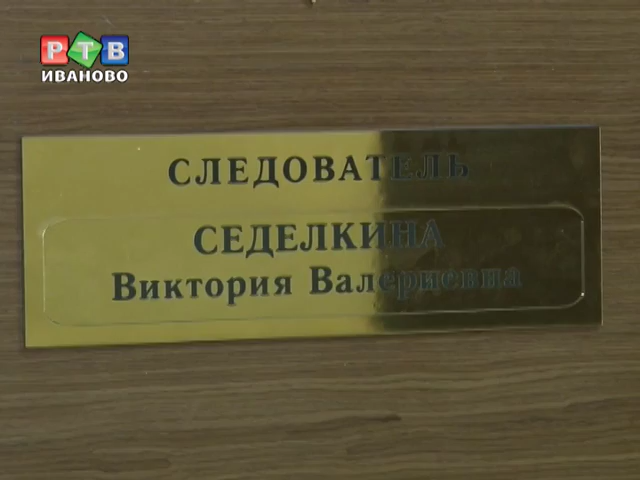 РТВ
ИВАНОВО
СЛЕДОВАТЕЛЬ
СЕДЕЛКИНА
Виктория Валериевна